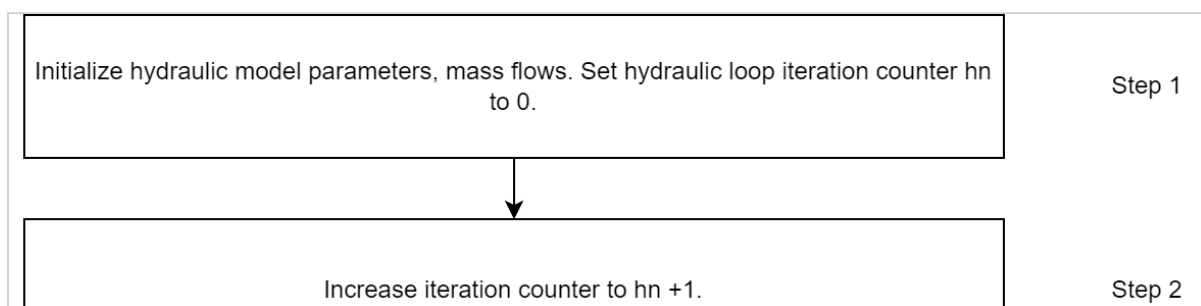 Initialize hydraulic model parameters, mass flows. Set hydraulic loop iteration counter hn
to 0.
Step 1
Increase iteration counter to hn +1.
Step 2